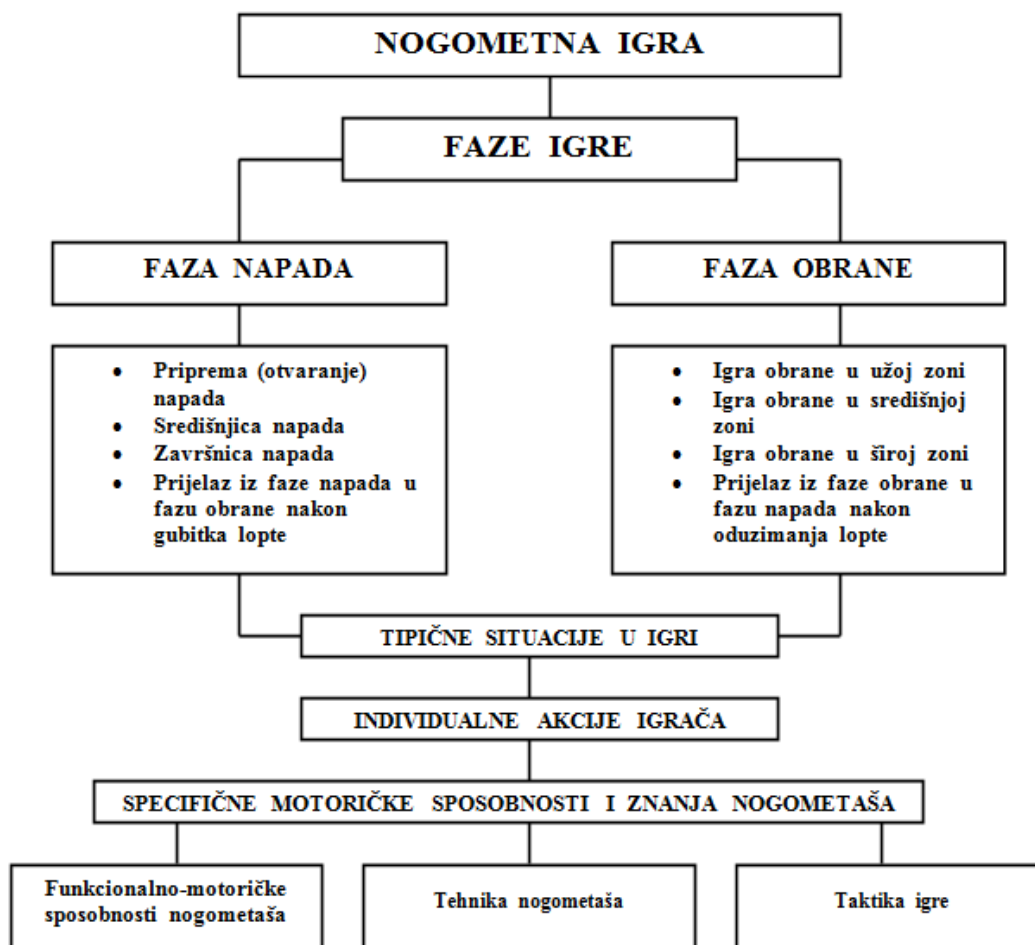 NOGOMETNA IGRA
FAZE IGRE
FAZA NAPADA
FAZA OBRANE
• Priprema (otvaranje)
napada
• Središnjica napada
• Završnica napada
• Prijelaz iz faze napada u
fazu obrane nakon
gubitka lopte
• Igra obrane u užoj zoni
• Igra obrane u središnjoj
zoni
• Igra obrane u široj zoni
• Prijelaz iz faze obrane u
fazu napada nakon
oduzimanja lopte
TIPIČNE SITUACIJE U IGRI
INDIVIDUALNE AKCIJE IGRAČA
SPECIFIČNE MOTORIČKE SPOSOBNOSTI I ZNANJA NOGOMETAŠA
Funkcionalno-motoričke
sposobnosti nogometaša
Tehnika nogometaša
Taktika igre